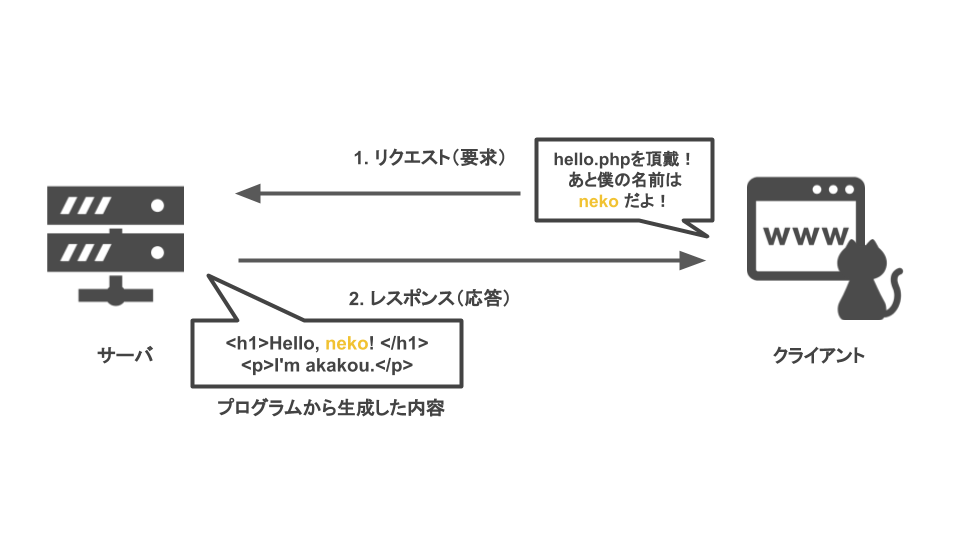 1. リクエスト（要求）
hello.phpを頂戴！
あと僕の名前は
neko だよ！
www
2. レスポンス（応答）
<h1>Hello, neko! </h1>
<p>I'm akakou.</p>
サーバ
クライアント
プログラムから生成した内容